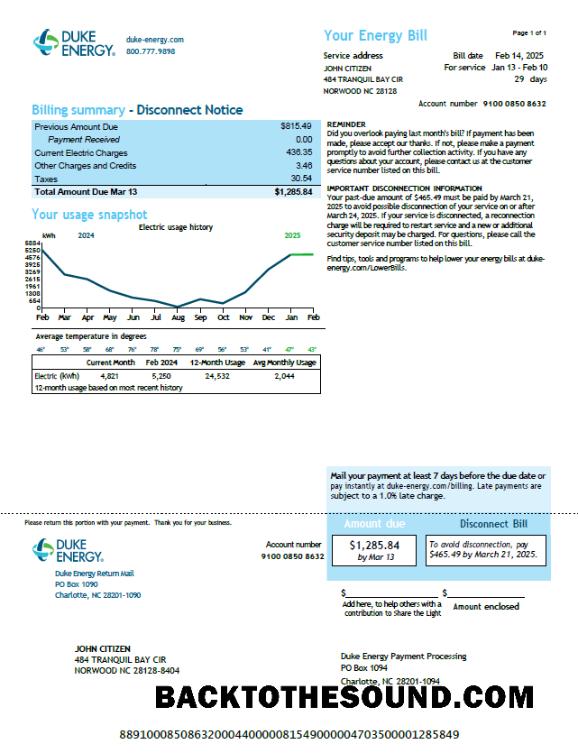 DUKE
ENERGY.
duke-energy.com
800.777.9898
Your Energy Bill
Page 1 of 1
Service address
JOHN CITIZEN
484 TRANQUIL BAY CIR
NORWOOD NC 28128
Bill date Feb 14, 2025
For service Jan 13 - Feb 10
29 days
Account number 9100 0850 8632
Billing summary - Disconnect Notice
Previous Amount Due $815.49
Payment Received 0.00
Current Electric Charges 436.35
Other Charges and Credits 3.46
Taxes 30.54
Total Amount Due Mar 13 $1,285.84
REMINDER
Did you overlook paying last month's bill? If payment has been
made, please accept our thanks. If not, please make a payment
promptly to avoid further collection activity. If you have any
questions about your account, please contact us at the customer
service number listed on this bill.
IMPORTANT DISCONNECTION INFORMATION
Your past-due amount of $465.49 must be paid by March 21,
2025 to avoid possible disconnection of your service on or after
March 24, 2025. If your service is disconnected, a reconnection
charge will be required to restart service and a new or additional
security deposit may be charged. For questions, please call the
customer service number listed on this bill.
Find tips, tools and programs to help lower your energy bills at duke-
energy.com/LowerBills.
Your usage snapshot
Electric usage history
kWh 2024 2025
6884
5250
4576
3925
3269
2615
1961
1308
654
0
Feb Mar Apr May Jun Jul Aug Sep Oct Nov Dec Jan Feb
Average temperature in degrees
46° 53° 58° 68° 76° 78° 75° 69° 56° 53° 41° 47° 43°
Current Month Feb 2024 12-Month Usage Avg Monthly Usage
Electric (kWh) 4,821 5,250 24,532 2,044
12-month usage based on most recent history
Mail your payment at least 7 days before the due date or
pay instantly at duke-energy.com/billing. Late payments are
subject to a 1.0% late charge.
Please return this portion with your payment. Thank you for your business.
DUKE
ENERGY.
Duke Energy Return Mail
PO Box 1090
Charlotte, NC 28201-1090
Account number
9100 0850 8632
Amount due
$1,285.84
by Mar 13
Disconnect Bill
To avoid disconnection, pay
$465.49 by March 21, 2025.
$ $
Add here, to help others with a
contribution to Share the Light
Amount enclosed
JOHN CITIZEN
484 TRANQUIL BAY CIR
NORWOOD NC 28128-8404
Duke Energy Payment Processing
PO Box 1094
Charlotte, NC 28201-1094
BACKTOTHESOUND.COM
889100085086320004400000815490000004703500001285849